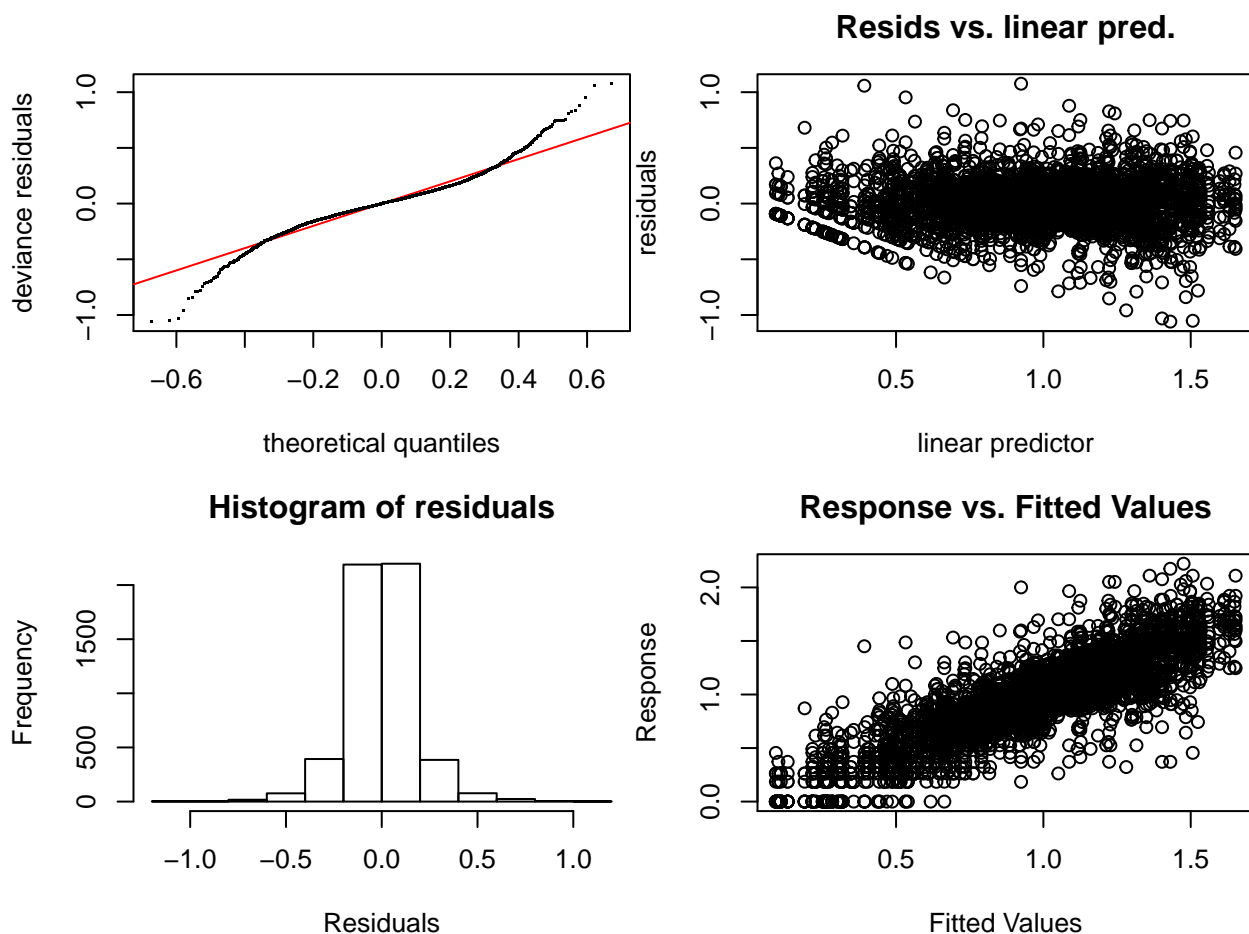 deviance residuals
1.0
0.0
−1.0
−0.6
−0.2
0.0
0.2
0.4
0.6
theoretical quantiles
Resids vs. linear pred.
residuals
1.0
0.0
−1.0
0.5
1.0
1.5
linear predictor
Histogram of residuals
Frequency
1500
500
0
−1.0
−0.5
0.0
0.5
1.0
Residuals
Response vs. Fitted Values
Response
2.0
1.0
0.0
0.5
1.0
1.5
Fitted Values